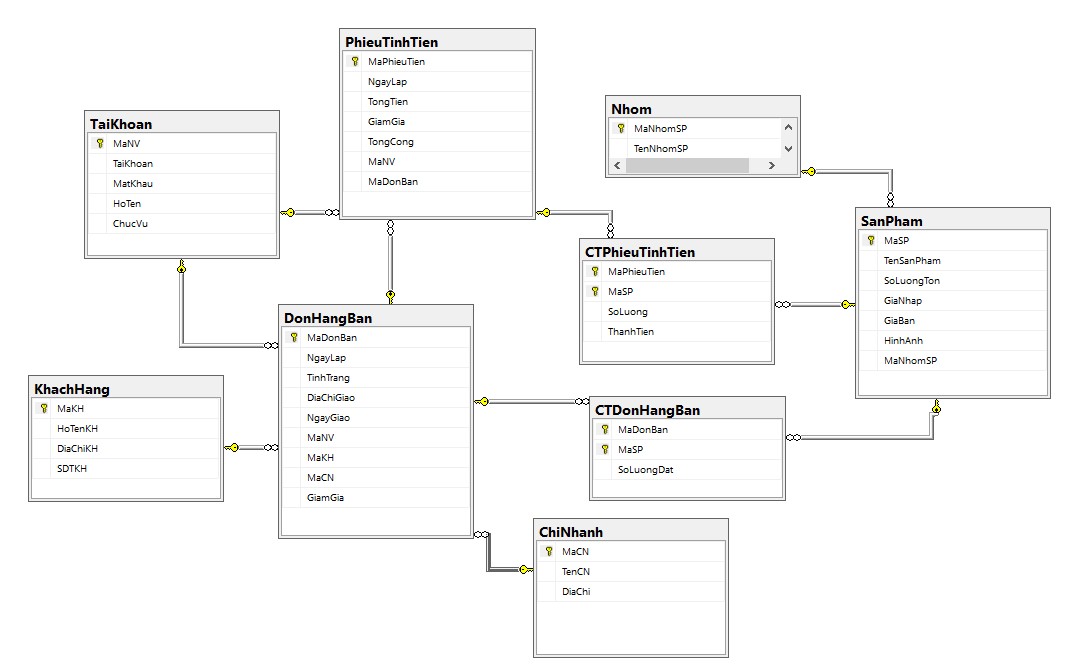 PhieuTinhTien
MaPhieuTien
NgayLap
TongTien
GiamGia
TongCong
MaNV
MaDonBan
TaiKhoan
MaNV
TaiKhoan
MatKhau
HoTen
ChucVu
Nhom
MaNhomSP
TenNhomSP
SanPham
MaSP
TenSanPham
SoLuongTon
GiaNhap
GiaBan
HinhAnh
MaNhomSP
CTPhieuTinhTien
MaPhieuTien
MaSP
SoLuong
ThanhTien
DonHangBan
MaDonBan
NgayLap
TinhTrang
DiaChiGiao
NgayGiao
MaNV
MaKH
MaCN
GiamGia
KhachHang
MaKH
HoTenKH
DiaChiKH
SDTKH
CTDonHangBan
MaDonBan
MaSP
SoLuongDat
ChiNhanh
MaCN
TenCN
DiaChi